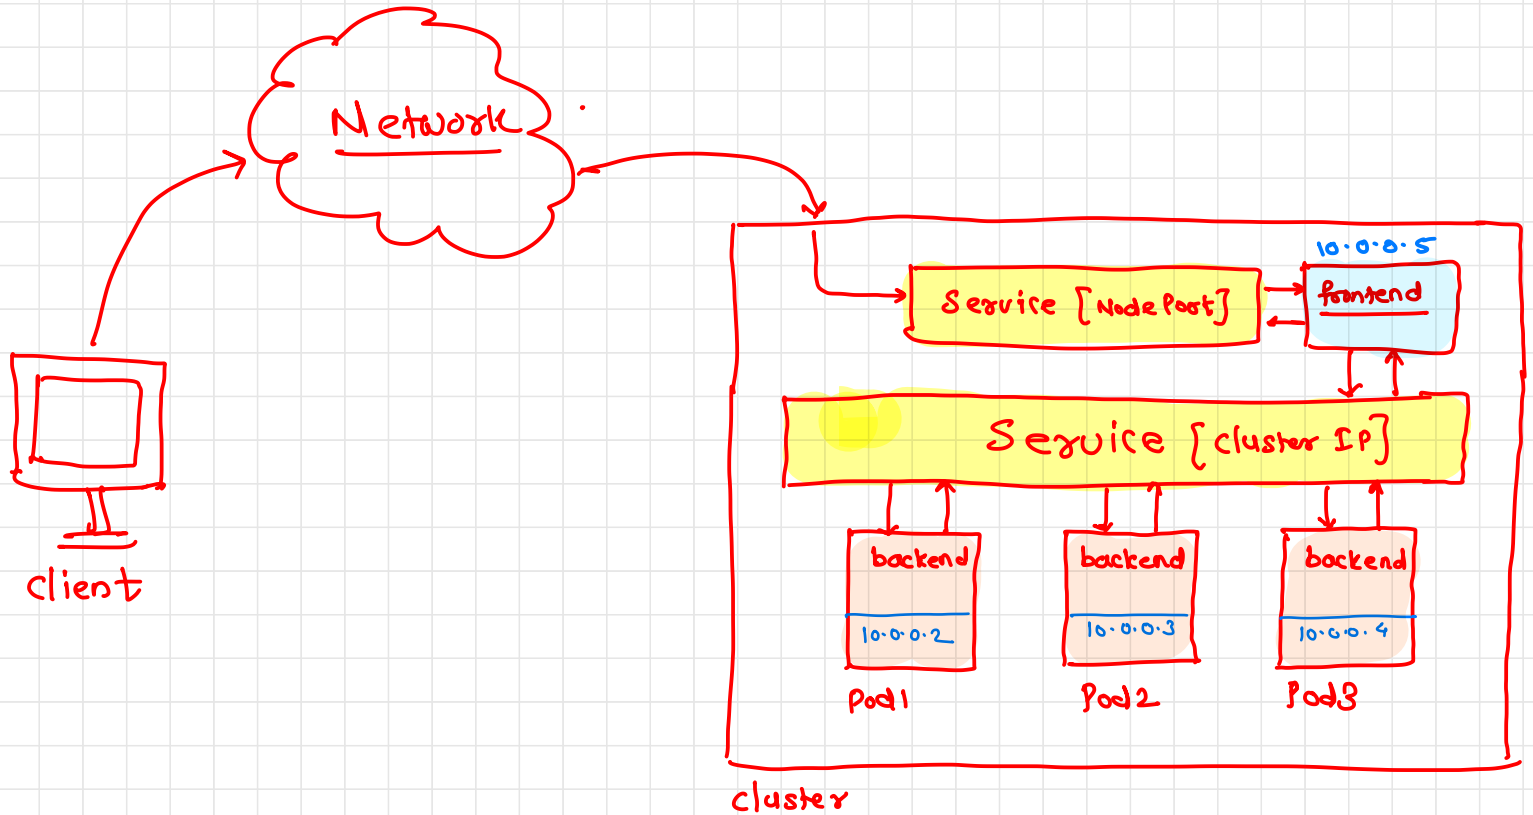 Network
10.0.0.5
Service [NodePort]
frontend
Service [Cluster IP]
backend
backend
backend
10.0.0.2
10.0.0.3
10.0.0.4
client
Pod1
Pod2
Pod3
cluster